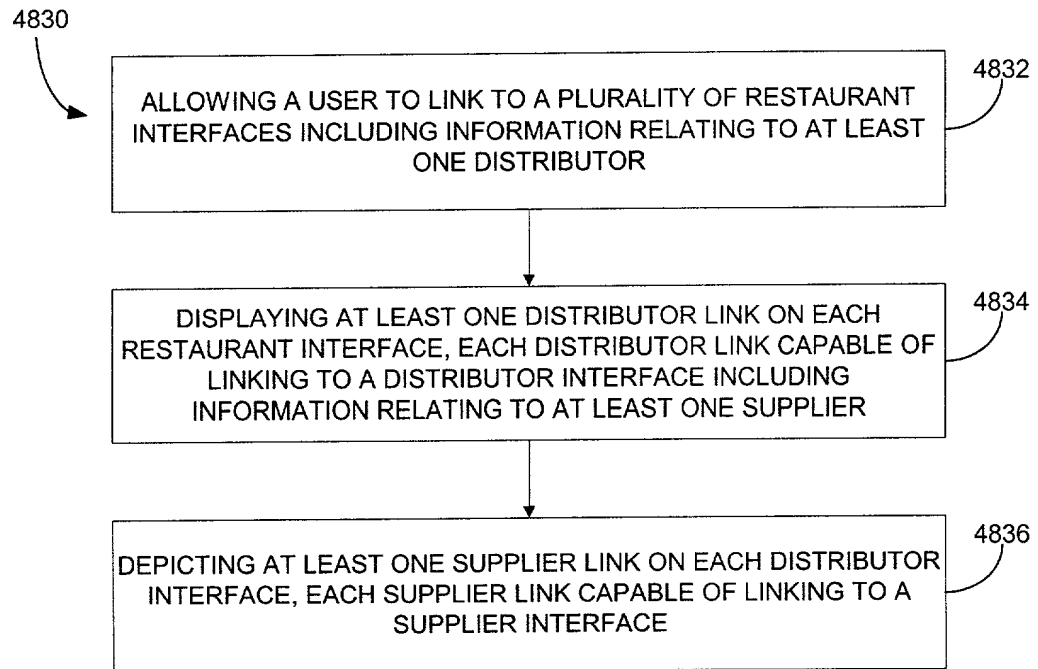 4830
4832
ALLOWING A USER TO LINK TO A PLURALITY OF RESTAURANT
INTERFACES INCLUDING INFORMATION RELATING TO AT LEAST
ONE DISTRIBUTOR
4834
DISPLAYING AT LEAST ONE DISTRIBUTOR LINK ON EACH
RESTAURANT INTERFACE, EACH DISTRIBUTOR LINK CAPABLE OF
LINKING TO A DISTRIBUTOR INTERFACE INCLUDING
INFORMATION RELATING TO AT LEAST ONE SUPPLIER
4836
DEPICTING AT LEAST ONE SUPPLIER LINK ON EACH DISTRIBUTOR
INTERFACE, EACH SUPPLIER LINK CAPABLE OF LINKING TO A
SUPPLIER INTERFACE